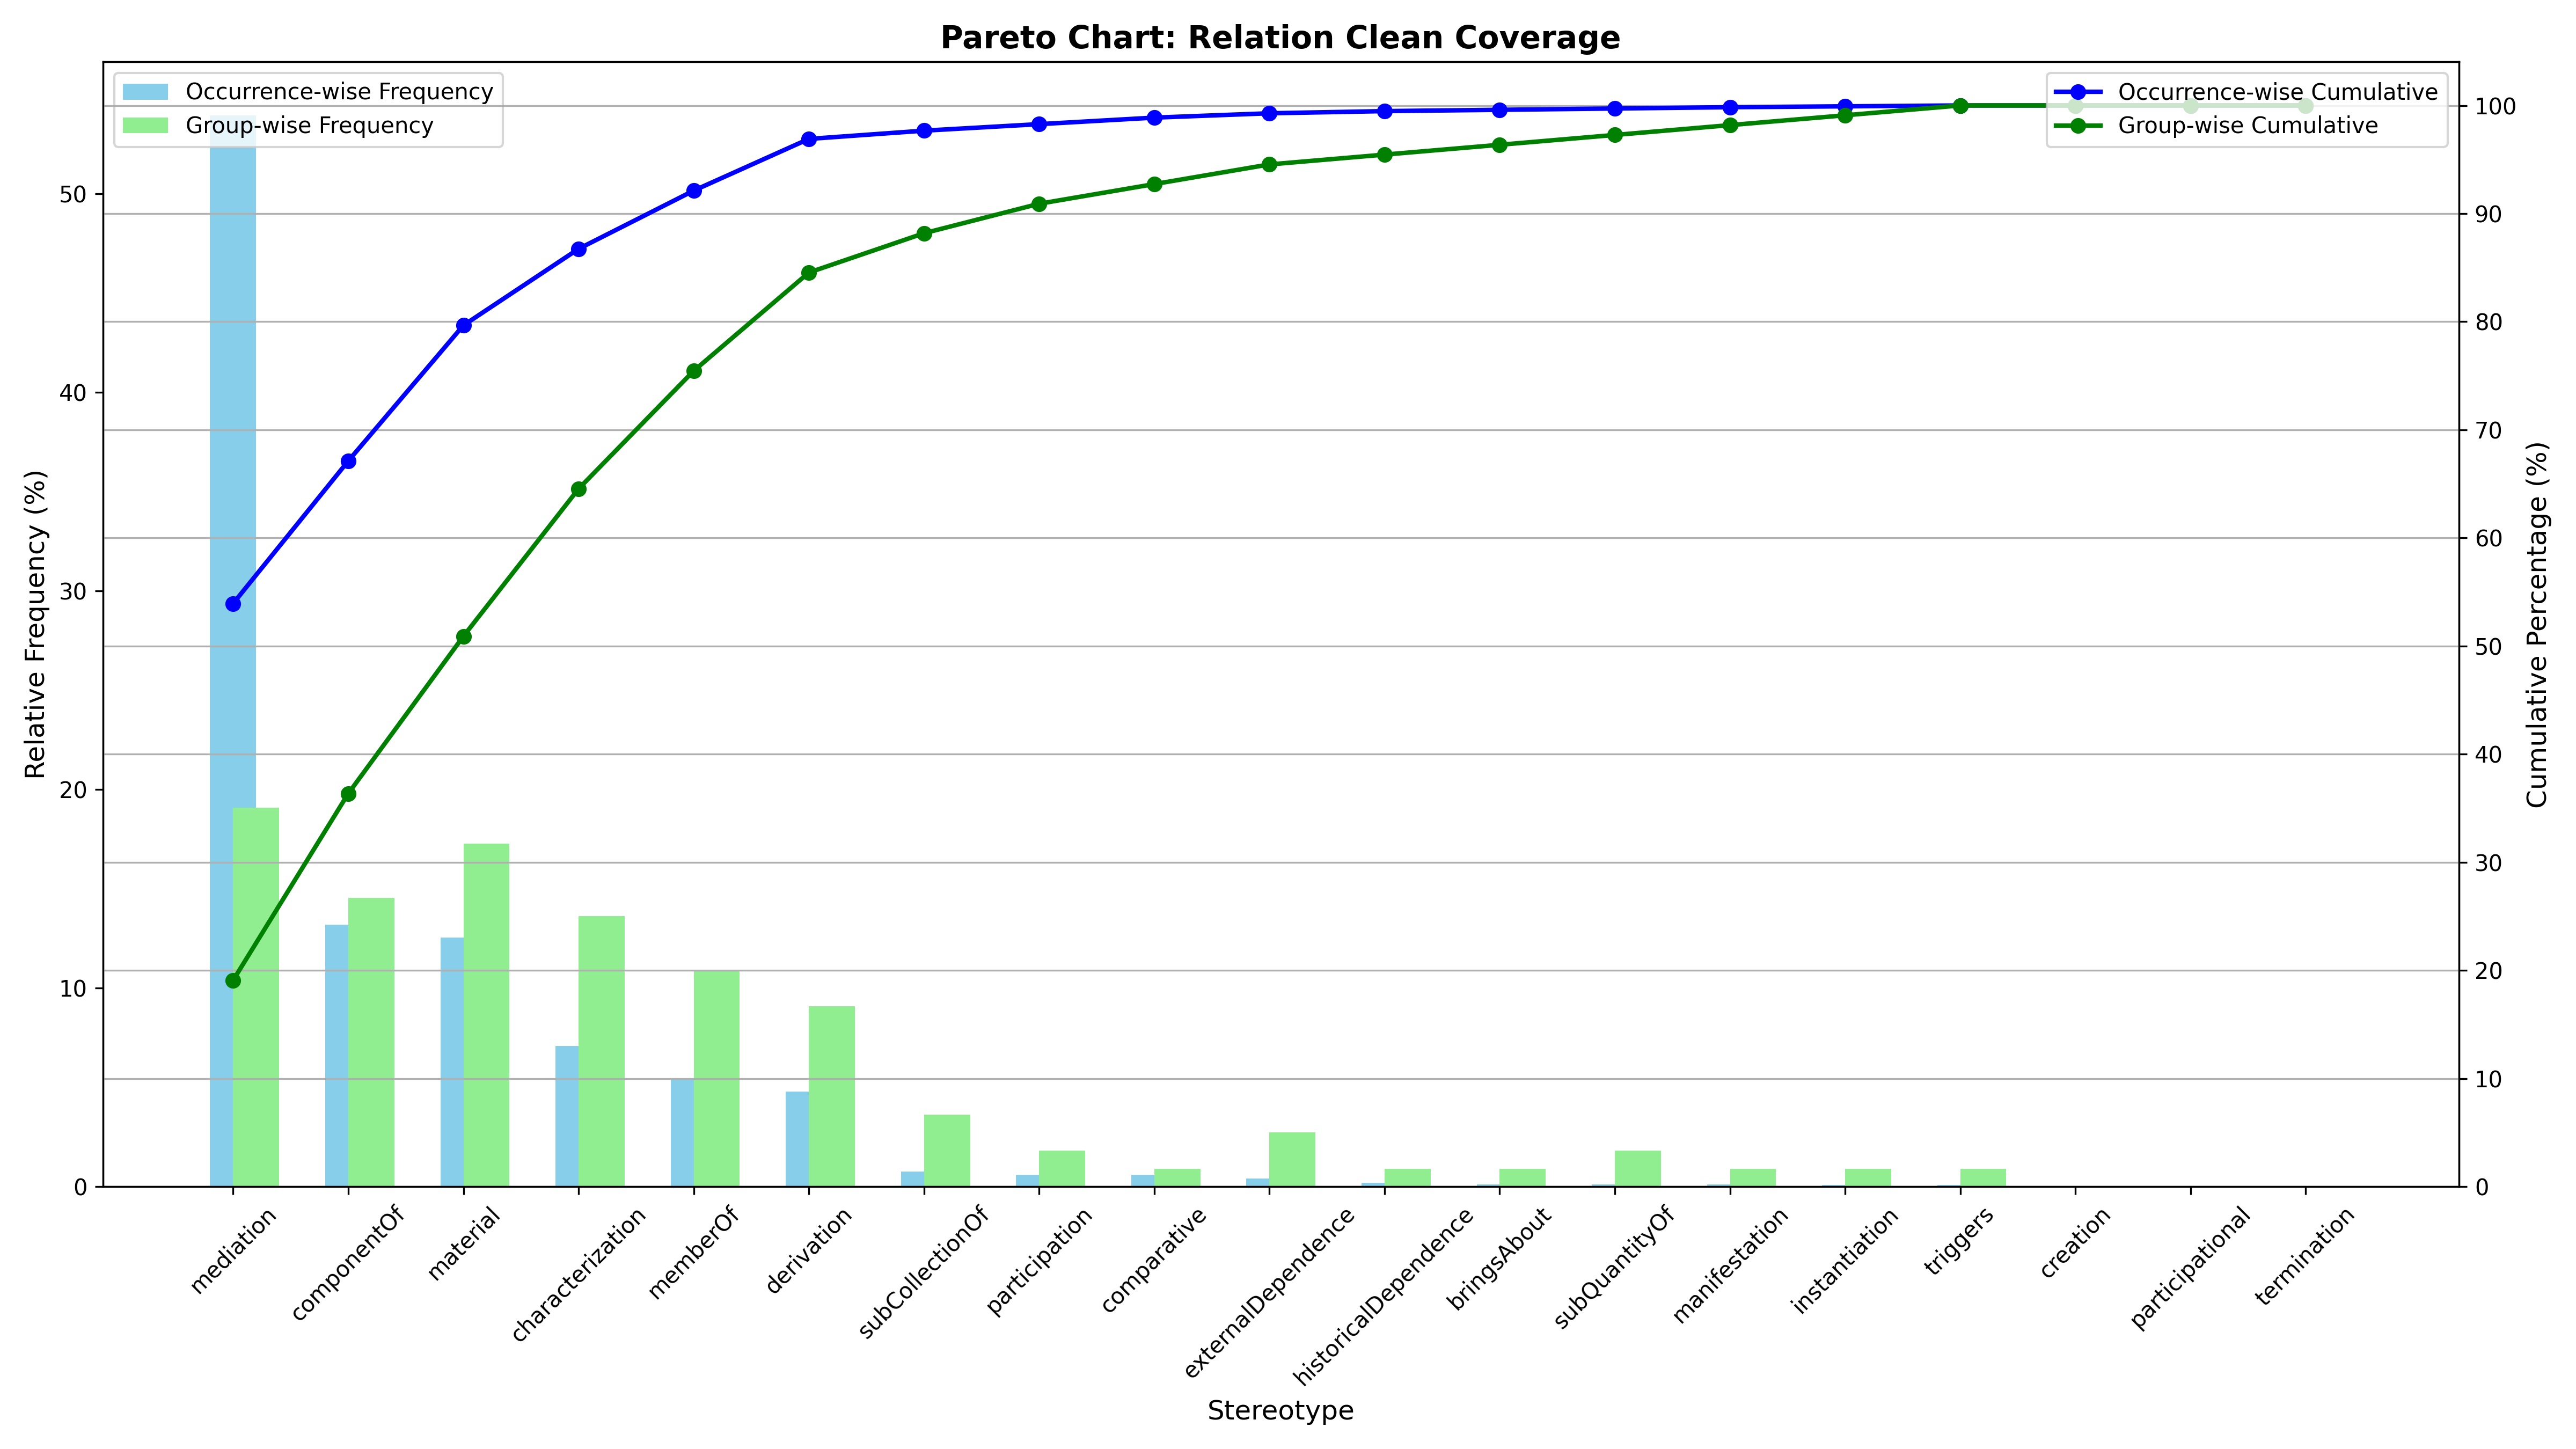 Pareto Chart: Relation Clean Coverage
Occurrence-wise Frequency
Group-wise Frequency
Occurrence-wise Cumulative
Group-wise Cumulative
Relative Frequency (%)
50
40
30
20
10
0
Cumulative Percentage (%)
100
90
80
70
60
50
40
30
20
10
0
mediation
componentOf
material
characterization
memberOf
derivation
subCollectionOf
participation
comparative
externalDependence
historicalDependence
bringsAbout
subQuantityOf
manifestation
instantiation
triggers
creation
participational
termination
Stereotype